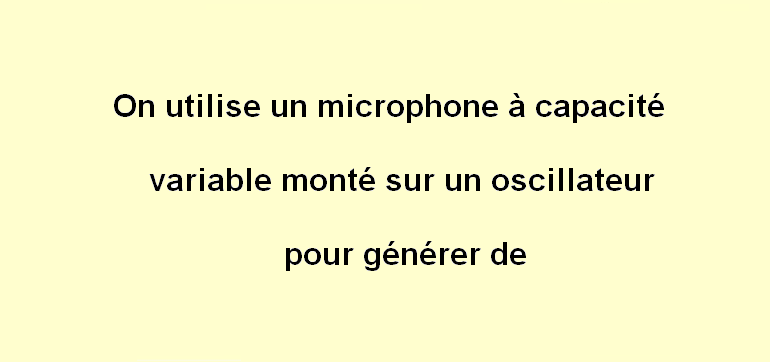 On utilise un microphone à capacité
variable monté sur un oscillateur
pour générer de